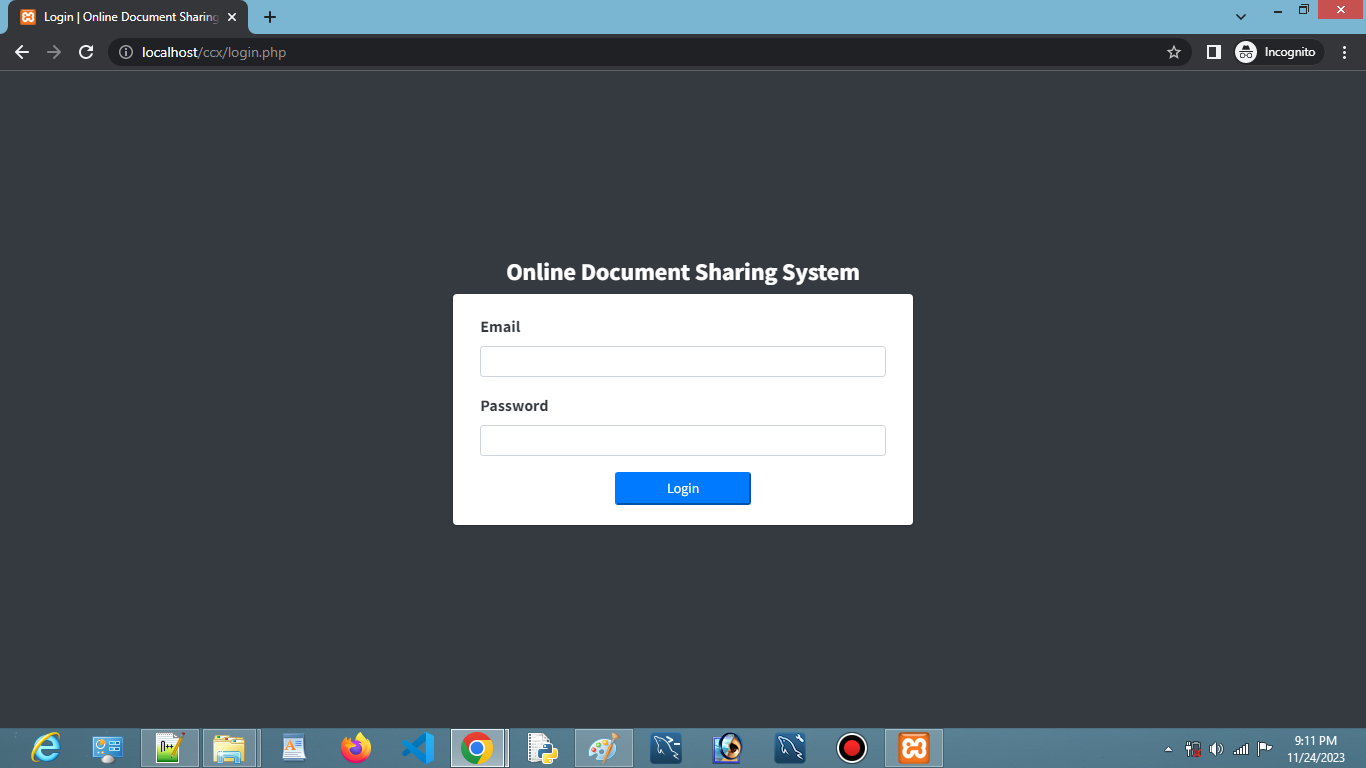 Login | Online Document Sharing
localhost/ccx/login.php
Incognito
Online Document Sharing System
Email
Password
Login
9:11 PM
11/24/2023